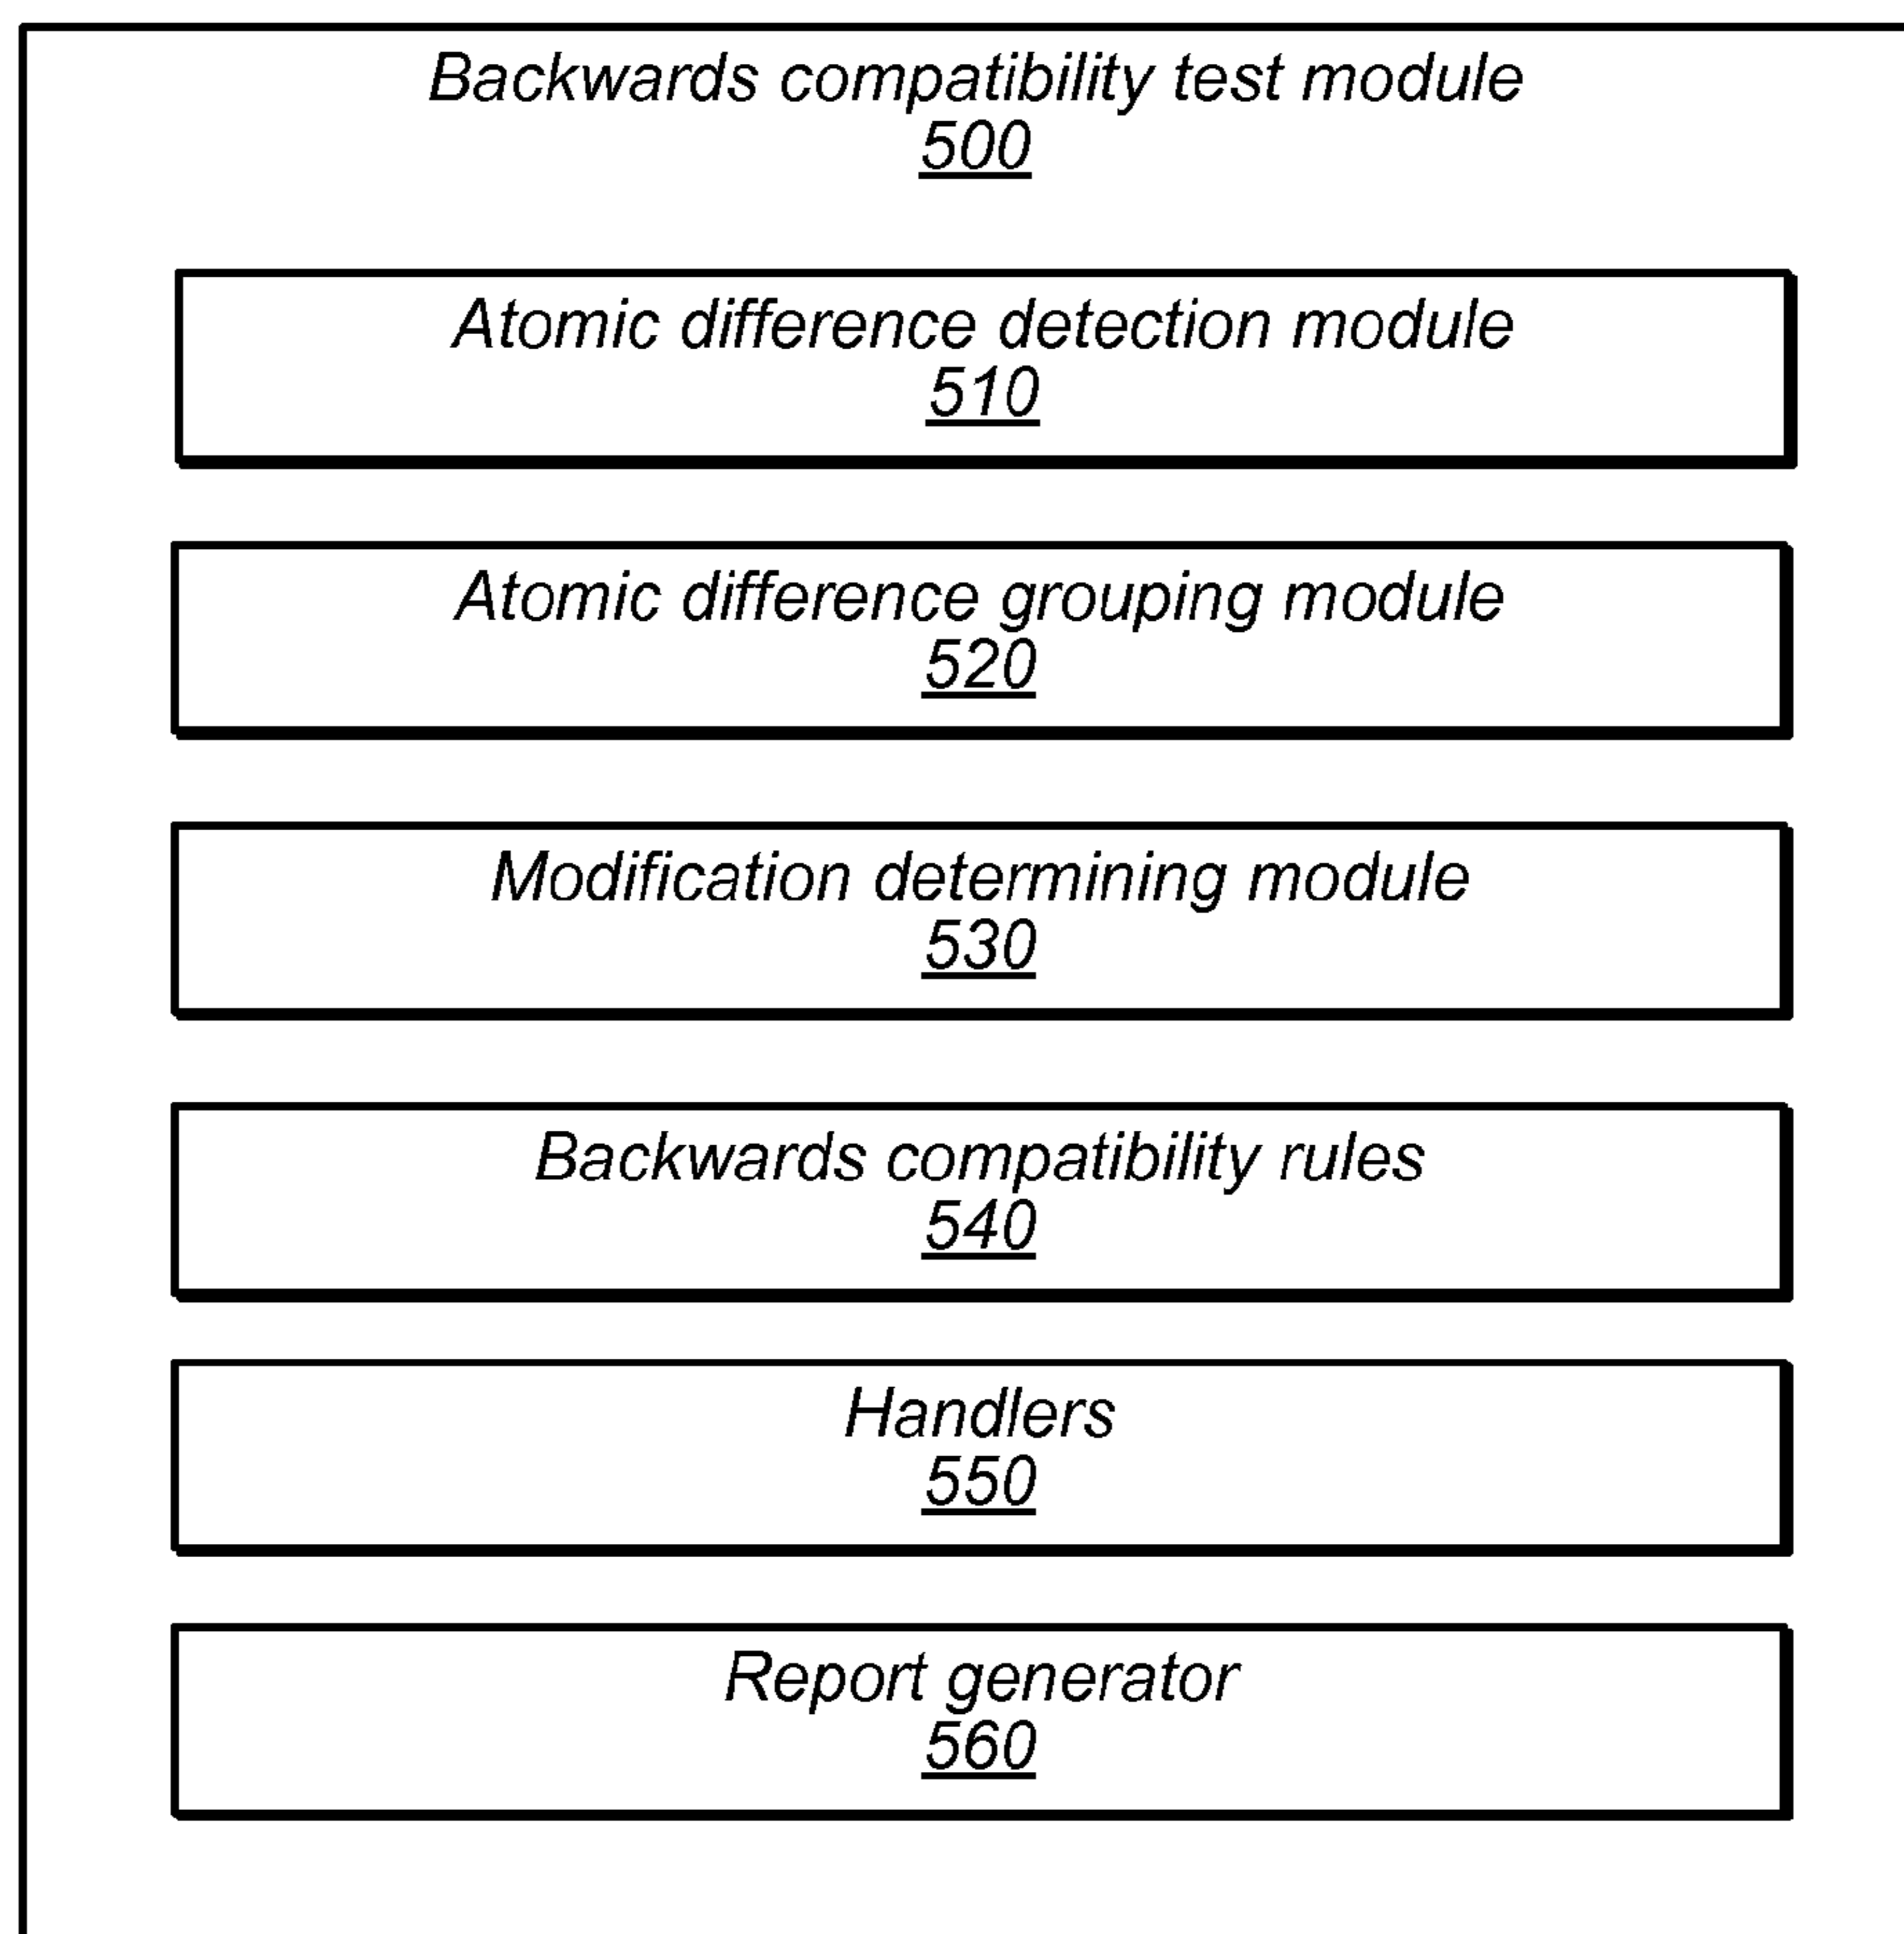 Backwards compatibility test module
500
Atomic difference detection module
510
Atomic difference grouping module
520
Modification determining module
530
Backwards compatibility rules
540
Handlers
550
Report generator
560